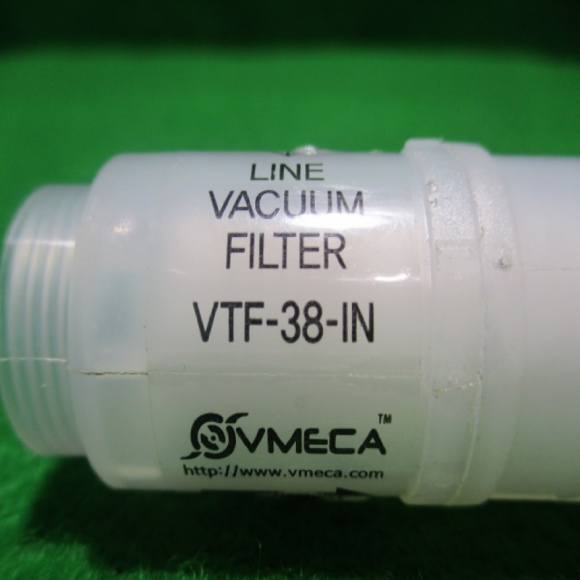 LINE
VACUUM
FILTER
VTF-38-IN
VMECA™
http://www.vmeca.com